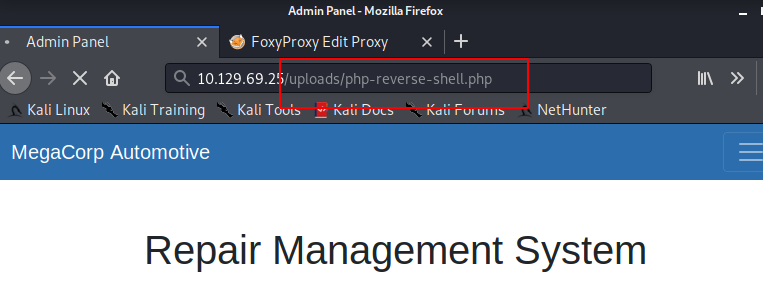 Admin Panel - Mozilla Firefox
Admin Panel FoxyProxy Edit Proxy
10.129.69.25/uploads/php-reverse-shell.php
Kali Linux Kali Training Kali Tools Kali Docs Kali Forums NetHunter
MegaCorp Automotive
Repair Management System